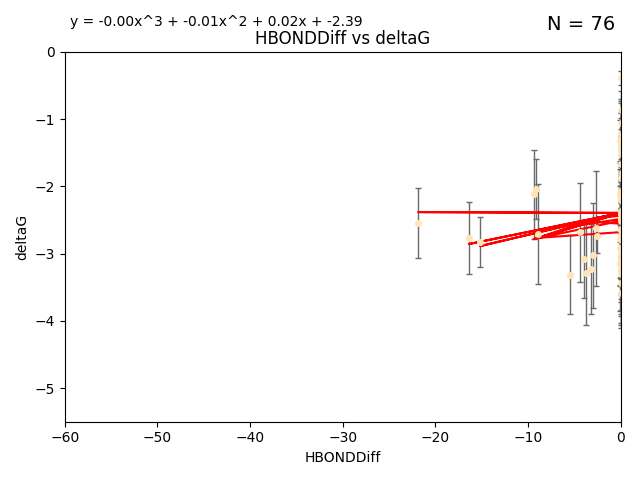 y = -0.00x^3 + -0.01x^2 + 0.02x + -2.39
N = 76
HBONDDiff vs deltaG
0
−1
−2
−3
−4
−5
deltaG
−60
−50
−40
−30
−20
−10
0
HBONDDiff